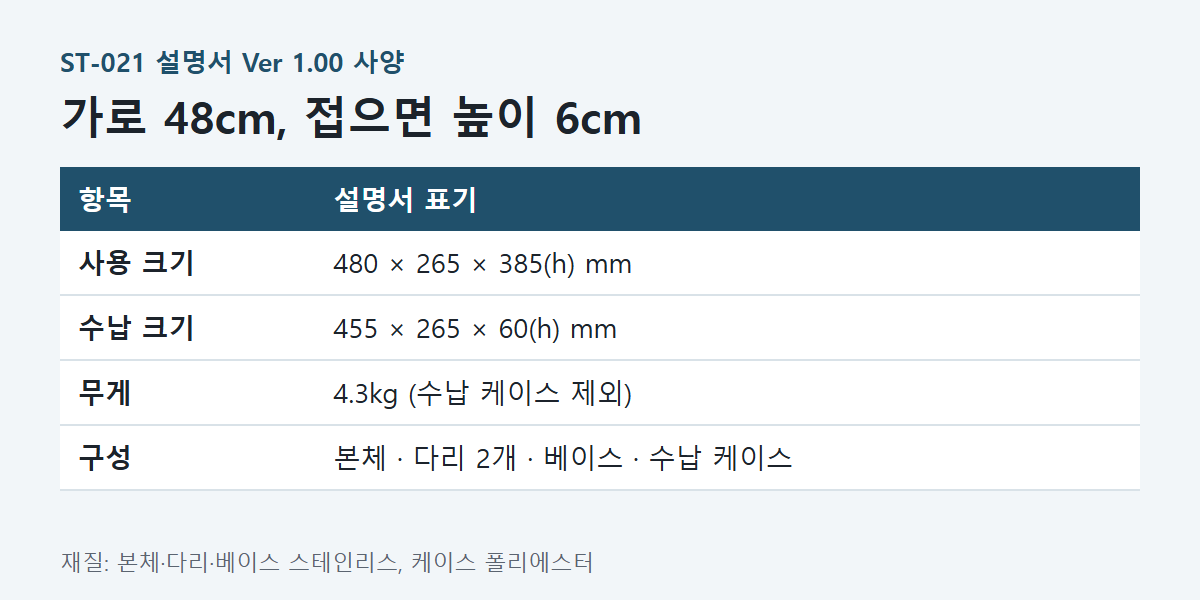 ST-021 설명서 Ver 1.00 사양
가로 48cm, 접으면 높이 6cm
항목 설명서 표기
사용 크기 480 × 265 × 385(h) mm
수납 크기 455 × 265 × 60(h) mm
무게 4.3kg (수납 케이스 제외)
구성 본체 · 다리 2개 · 베이스 · 수납 케이스
재질: 본체·다리·베이스 스테인리스, 케이스 폴리에스터